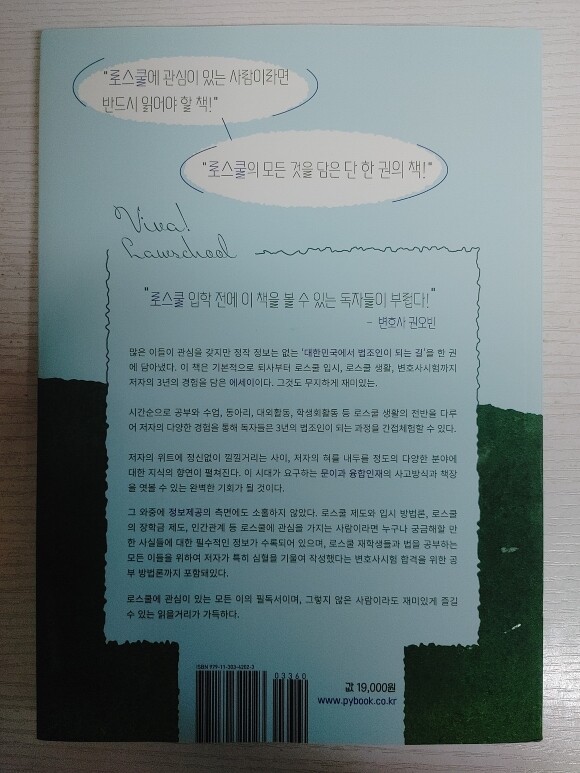 "로스쿨에 관심이 있는 사람이라면
반드시 읽어야 할 책!"
"로스쿨의 모든 것을 담은 단 한 권의 책!"
Viva!
Lawschool
"로스쿨 입학 전에 이 책을 볼 수 있는 독자들이 부럽다!"
- 변호사 권오빈
많은 이들이 관심을 갖지만 정작 정보는 없는 '대한민국에서 법조인이 되는 길'을 한 권
에 담아냈다. 이 책은 기본적으로 퇴사부터 로스쿨 입시, 로스쿨 생활, 변호사시험까지
저자의 3년의 경험을 담은 에세이이다. 그것도 무지하게 재미있는.
시간순으로 공부와 수업, 동아리, 대외활동, 학생회활동 등 로스쿨 생활의 전반을 다루
어 저자의 다양한 경험을 통해 독자들은 3년의 법조인이 되는 과정을 간접체험할 수 있다.
저자의 위트에 정신없이 낄낄거리는 사이, 저자의 혀를 내두를 정도의 다양한 분야에
대한 지식의 향연이 펼쳐진다. 이 시대가 요구하는 문이과 융합인재의 사고방식과 책장
을 엿볼 수 있는 완벽한 기회가 될 것이다.
그 와중에 정보제공의 측면에도 소홀하지 않았다. 로스쿨 제도와 입시 방법론, 로스쿨
의 장학금 제도, 인간관계 등 로스쿨에 관심을 가지는 사람이라면 누구나 궁금해할 만
한 사실들에 대한 필수적인 정보가 수록되어 있으며, 로스쿨 재학생들과 법을 공부하는
모든 이들을 위하여 저자가 특히 심혈을 기울여 작성했다는 변호사시험 합격을 위한 공
부 방법론까지 포함돼있다.
로스쿨에 관심이 있는 모든 이의 필독서이며, 그렇지 않은 사람이라도 재미있게 즐길
수 있는 읽을거리가 가득하다.
ISBN 979-11-303-4202-3
03360
값 19,000원
www.pybook.co.kr